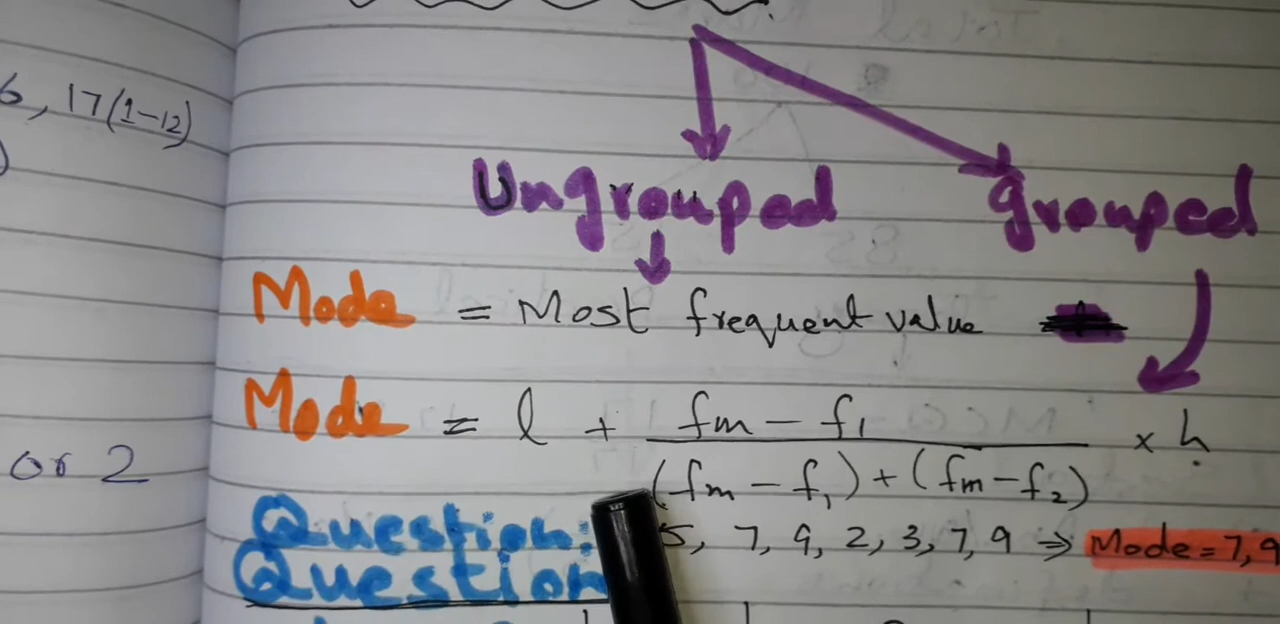 6, 17(1-12)
)
or 2
Ungrouped grouped
Mode = Most frequent value
Mode = l + fm - f1 / (fm - f1) + (fm - f2) × h
Question: 5, 7, 9, 2, 3, 7, 9 ⇒ Mode = 7, 9
Question